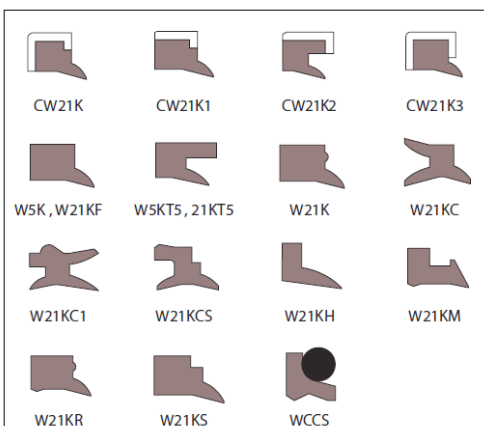 CW21K CW21K1 CW21K2 CW21K3
W5K , W21KF W5KT5 , 21KT5 W21K W21KC
W21KC1 W21KCS W21KH W21KM
W21KR W21KS WCCS